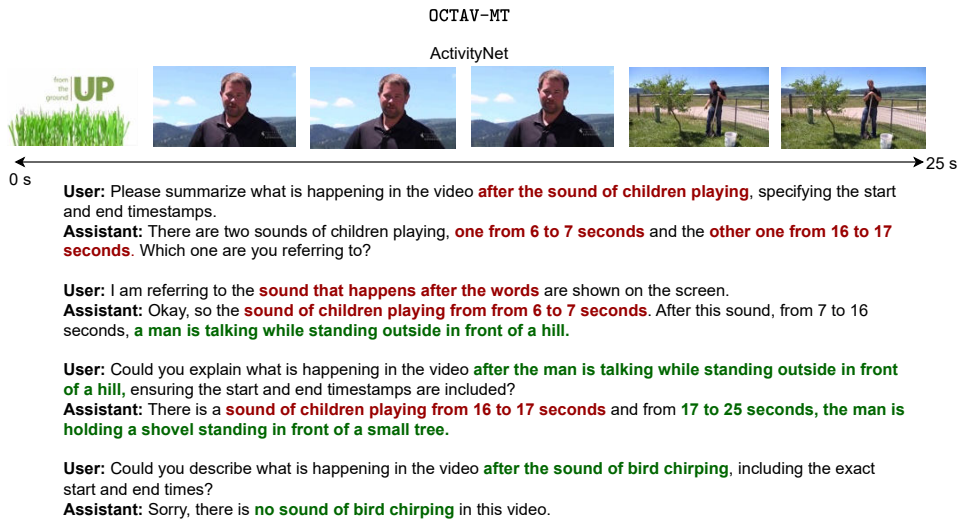 OCTAV-MT
ActivityNet
from
the
ground
UP
0 s
25 s
User: Please summarize what is happening in the video after the sound of children playing, specifying the start
and end timestamps.
Assistant: There are two sounds of children playing, one from 6 to 7 seconds and the other one from 16 to 17
seconds. Which one are you referring to?
User: I am referring to the sound that happens after the words are shown on the screen.
Assistant: Okay, so the sound of children playing from from 6 to 7 seconds. After this sound, from 7 to 16
seconds, a man is talking while standing outside in front of a hill.
User: Could you explain what is happening in the video after the man is talking while standing outside in front
of a hill, ensuring the start and end timestamps are included?
Assistant: There is a sound of children playing from 16 to 17 seconds and from 17 to 25 seconds, the man is
holding a shovel standing in front of a small tree.
User: Could you describe what is happening in the video after the sound of bird chirping, including the exact
start and end times?
Assistant: Sorry, there is no sound of bird chirping in this video.